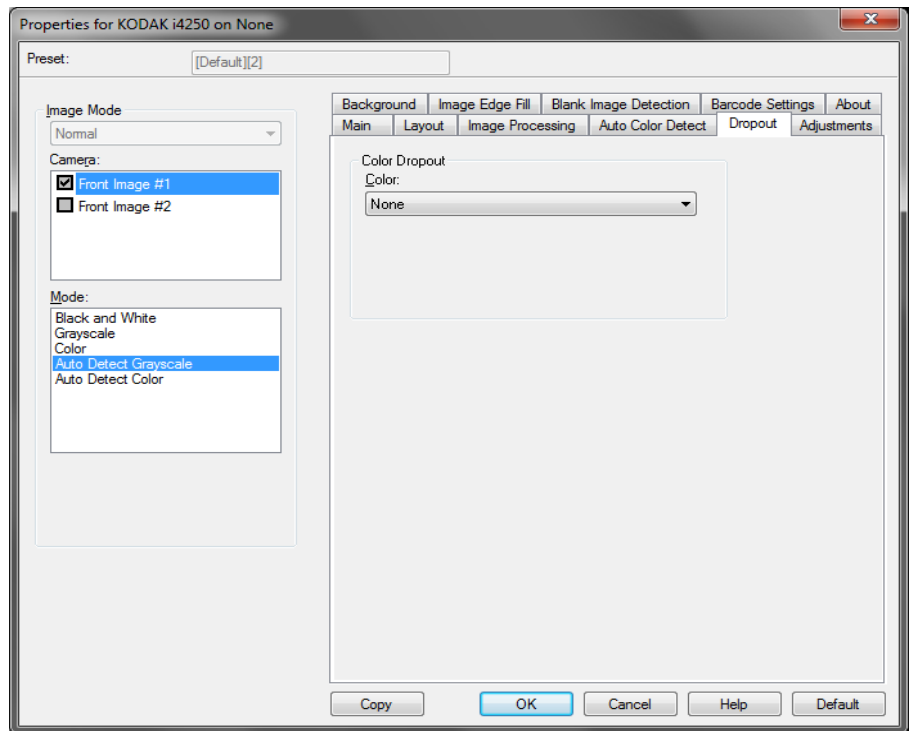 Properties for KODAK i4250 on None
Preset:
[Default][2]
Image Mode
Normal
Camera:
Front Image #1
Front Image #2
Mode:
Black and White
Grayscale
Color
Auto Detect Grayscale
Auto Detect Color
Background Image Edge Fill Blank Image Detection Barcode Settings About
Main Layout Image Processing Auto Color Detect Dropout Adjustments
Color Dropout
Color:
None
Copy OK Cancel Help Default